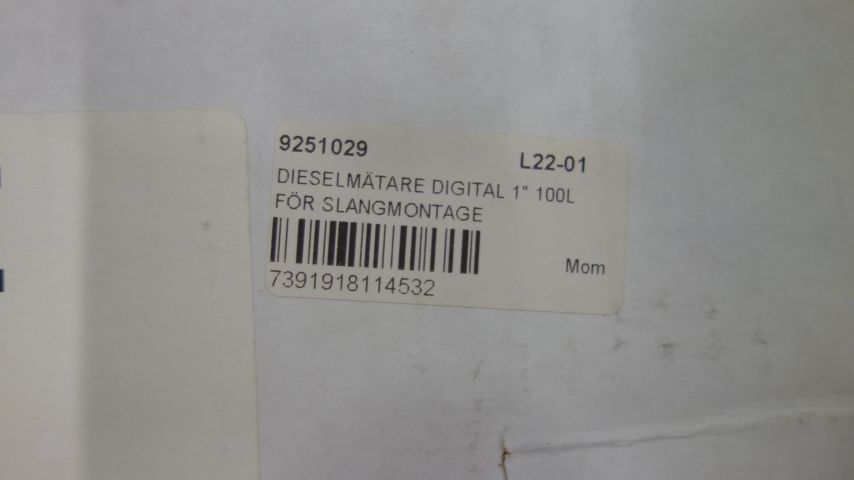 9251029 L22-01
DIESELMÄTARE DIGITAL 1" 100L
FÖR SLANGMONTAGE
Mom
7391918114532